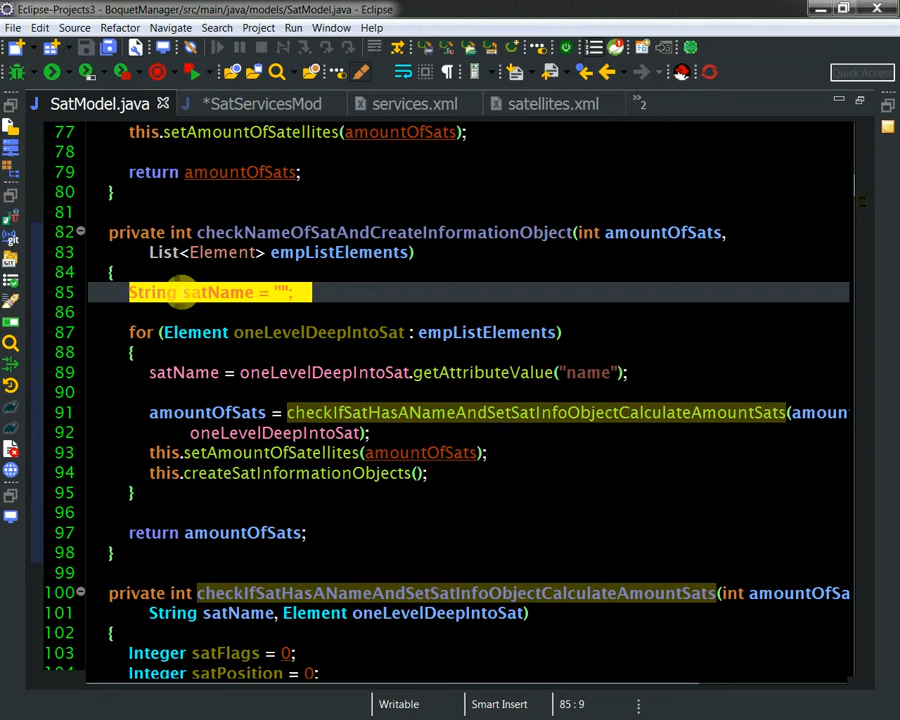 Eclipse-Projects3 - BoquetManager/src/main/java/models/SatModel.java - Eclipse
File Edit Source Refactor Navigate Search Project Run Window Help
Quick Access
SatModel.java *SatServicesMod services.xml satellites.xml »2
77 this.setAmountOfSatellites(amountOfSats);
78
79 return amountOfSats;
80 }
81
82 private int checkNameOfSatAndCreateInformationObject(int amountOfSats,
83 List<Element> empListElements)
84 {
85 String satName = "";
86
87 for (Element oneLevelDeepIntoSat : empListElements)
88 {
89 satName = oneLevelDeepIntoSat.getAttributeValue("name");
90
91 amountOfSats = checkIfSatHasANameAndSetSatInfoObjectCalculateAmountSats(amoun
92 oneLevelDeepIntoSat);
93 this.setAmountOfSatellites(amountOfSats);
94 this.createSatInformationObjects();
95 }
96
97 return amountOfSats;
98 }
99
100 private int checkIfSatHasANameAndSetSatInfoObjectCalculateAmountSats(int amountOfSa
101 String satName, Element oneLevelDeepIntoSat)
102 {
103 Integer satFlags = 0;
104 Integer satPosition = 0;
Writable Smart Insert 85 : 9